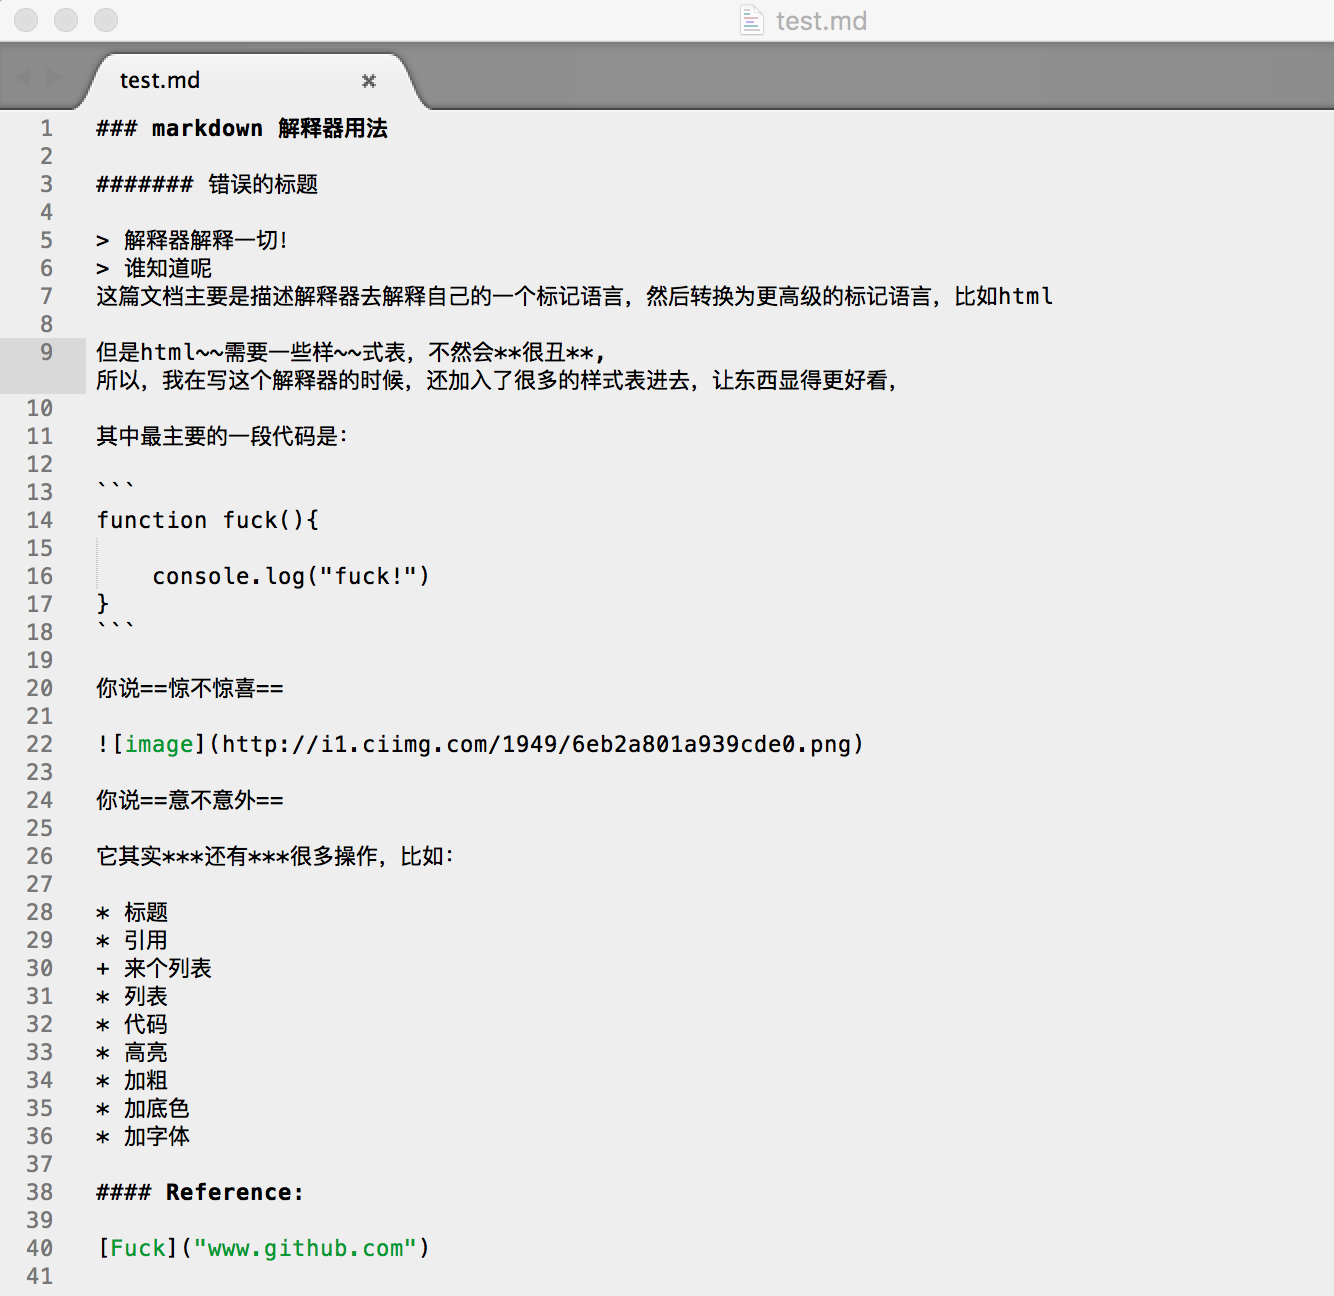 test.md
test.md
1 ### markdown 解释器用法
2
3 ####### 错误的标题
4
5 > 解释器解释一切！
6 > 谁知道呢
7 这篇文档主要是描述解释器去解释自己的一个标记语言，然后转换为更高级的标记语言，比如html
8
9 但是html~~需要一些样~~式表，不然会**很丑**,
所以，我在写这个解释器的时候，还加入了很多的样式表进去，让东西显得更好看，
10
11 其中最主要的一段代码是：
12
13 ```
14 function fuck(){
15
16     console.log("fuck!")
17 }
18 ```
19
20 你说==惊不惊喜==
21
22 ![image](http://i1.ciimg.com/1949/6eb2a801a939cde0.png)
23
24 你说==意不意外==
25
26 它其实***还有***很多操作，比如：
27
28 * 标题
29 * 引用
30 + 来个列表
31 * 列表
32 * 代码
33 * 高亮
34 * 加粗
35 * 加底色
36 * 加字体
37
38 #### Reference:
39
40 [Fuck]("www.github.com")
41